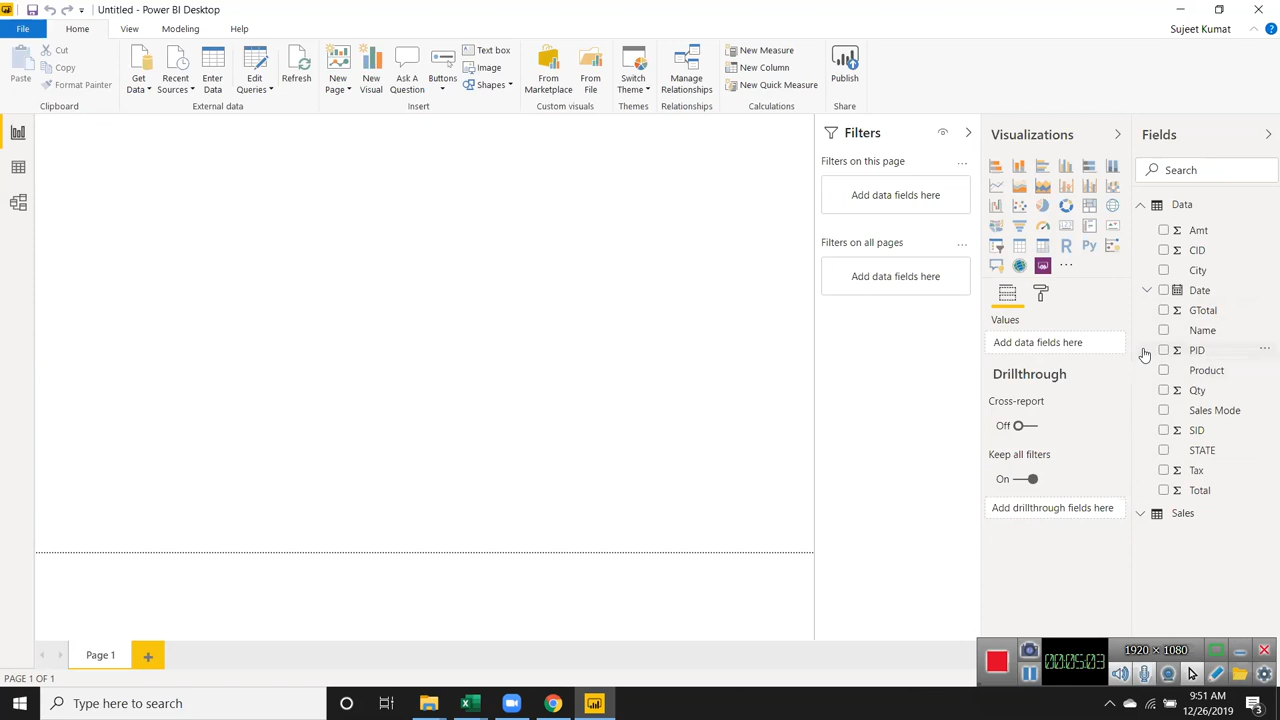 Untitled - Power BI Desktop
File
Home
View
Modeling
Help
Sujeet Kumat
Paste
Cut
Copy
Format Painter
Clipboard
Get Data
Recent Sources
Enter Data
Edit Queries
Refresh
External data
New Page
New Visual
Ask A Question
Buttons
Text box
Image
Shapes
Insert
From Marketplace
From File
Custom visuals
Switch Theme
Themes
Manage Relationships
Relationships
New Measure
New Column
New Quick Measure
Calculations
Publish
Share
Filters
Filters on this page
...
Add data fields here
Filters on all pages
...
Add data fields here
Visualizations
R
Py
...
Values
Add data fields here
Drillthrough
Cross-report
Off
Keep all filters
On
Add drillthrough fields here
Fields
Search
Data
Σ Amt
Σ CID
City
Date
Σ GTotal
Name
Σ PID
...
Product
Σ Qty
Sales Mode
Σ SID
STATE
Σ Tax
Σ Total
Sales
Page 1
PAGE 1 OF 1
1920 × 1080
00:05:03
Type here to search
9:51 AM
12/26/2019
3